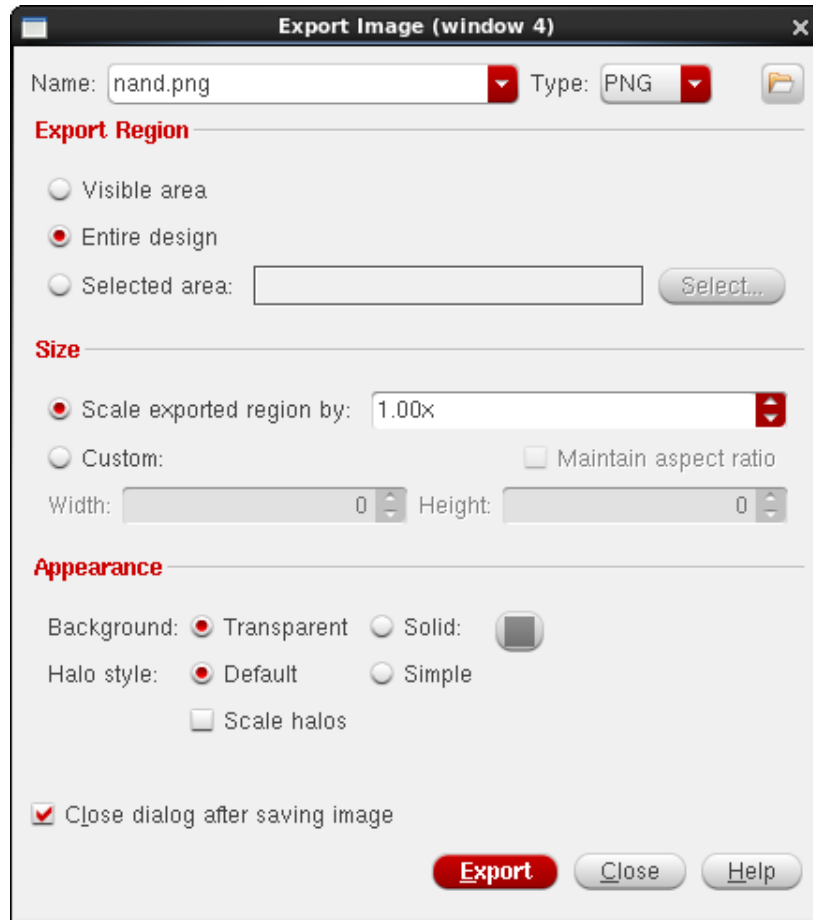 Export Image (window 4)
Name: nand.png Type: PNG
Export Region
Visible area
Entire design
Selected area: Select...
Size
Scale exported region by: 1.00x
Custom: Maintain aspect ratio
Width: 0 Height: 0
Appearance
Background: Transparent Solid:
Halo style: Default Simple
Scale halos
Close dialog after saving image
Export Close Help